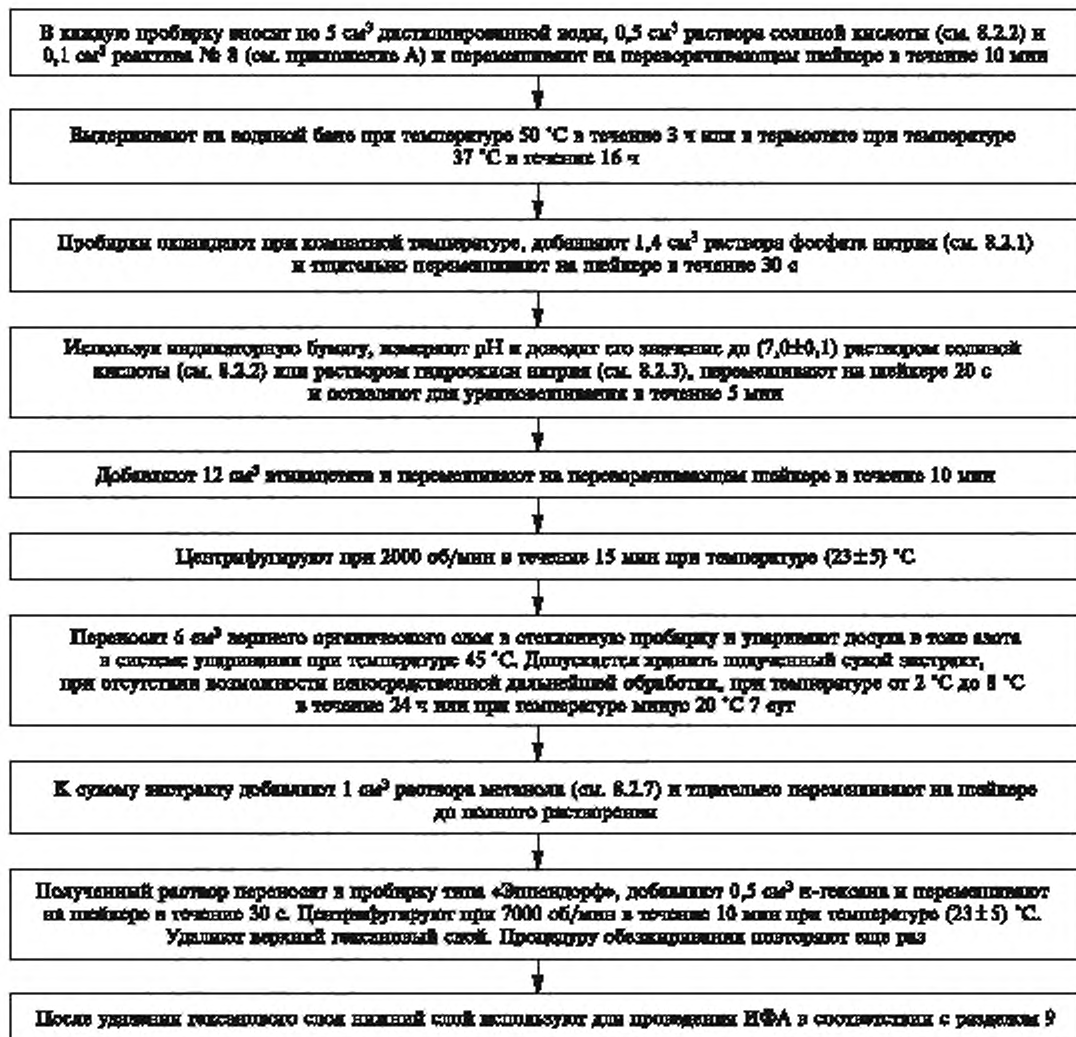 В каждую пробирку вносят по 5 см³ дистиллированной воды, 0,5 см³ раствора соляной кислоты (см. 8.2.2) и
0,1 см³ реактива № 8 (см. приложение А) и перемешивают на переворачивающем шейкере в течение 10 мин
Выдерживают на водяной бане при температуре 50 °С в течение 3 ч или в термостате при температуре
37 °С в течение 16 ч
Пробирки охлаждают при комнатной температуре, добавляют 1,4 см³ раствора фосфата натрия (см. 8.2.1)
и тщательно перемешивают на шейкере в течение 30 с
Используя индикаторную бумагу, измеряют рН и доводят его значение до (7,0±0,1) раствором соляной
кислоты (см. 8.2.2) или раствором гидроокиси натрия (см. 8.2.3), перемешивают на шейкере 20 с
и оставляют для уравновешивания в течение 5 мин
Добавляют 12 см³ этилацетата и перемешивают на переворачивающем шейкере в течение 10 мин
Центрифугируют при 2000 об/мин в течение 15 мин при температуре (23±5) °С
Переносят 6 см³ верхнего органического слоя в стеклянную пробирку и упаривают досуха в токе азота
в системе упаривания при температуре 45 °С. Допускается хранить полученный сухой экстракт,
при отсутствии возможности непосредственной дальнейшей обработки, при температуре от 2 °С до 8 °С
в течение 24 ч или при температуре минус 20 °С 7 сут
К сухому экстракту добавляют 1 см³ раствора метанола (см. 8.2.7) и тщательно перемешивают на шейкере
до полного растворения
Полученный раствор переносят в пробирку типа «Эппендорф», добавляют 0,5 см³ н-гексана и перемешивают
на шейкере в течение 30 с. Центрифугируют при 7000 об/мин в течение 10 мин при температуре (23±5) °С.
Удаляют верхний гексановый слой. Процедуру обезжиривания повторяют еще раз
После удаления гексанового слоя нижний слой используют для проведения ИФА в соответствии с разделом 9